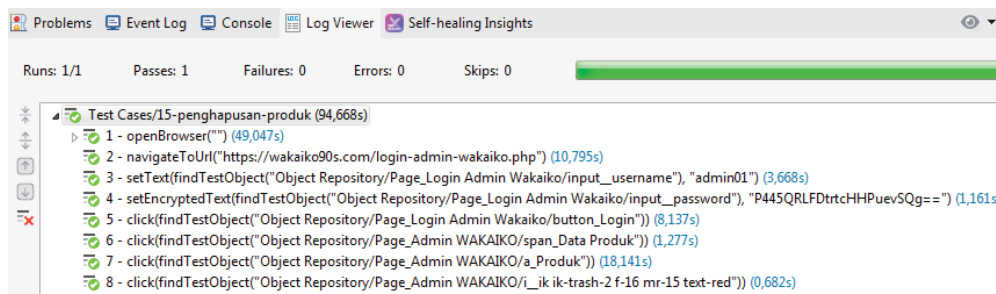 Problems Event Log Console Log Viewer Self-healing Insights
Runs: 1/1 Passes: 1 Failures: 0 Errors: 0 Skips: 0
Test Cases/15-penghapusan-produk (94,668s)
1 - openBrowser("") (49,047s)
2 - navigateToUrl("https://wakaiko90s.com/login-admin-wakaiko.php") (10,795s)
3 - setText(findTestObject("Object Repository/Page_Login Admin Wakaiko/input__username"), "admin01") (3,668s)
4 - setEncryptedText(findTestObject("Object Repository/Page_Login Admin Wakaiko/input__password"), "P445QRLFDtrtcHHPuevSQg==") (1,161s
5 - click(findTestObject("Object Repository/Page_Login Admin Wakaiko/button_Login")) (8,137s)
6 - click(findTestObject("Object Repository/Page_Admin WAKAIKO/span_Data Produk")) (1,277s)
7 - click(findTestObject("Object Repository/Page_Admin WAKAIKO/a_Produk")) (18,141s)
8 - click(findTestObject("Object Repository/Page_Admin WAKAIKO/i__ik ik-trash-2 f-16 mr-15 text-red")) (0,682s)